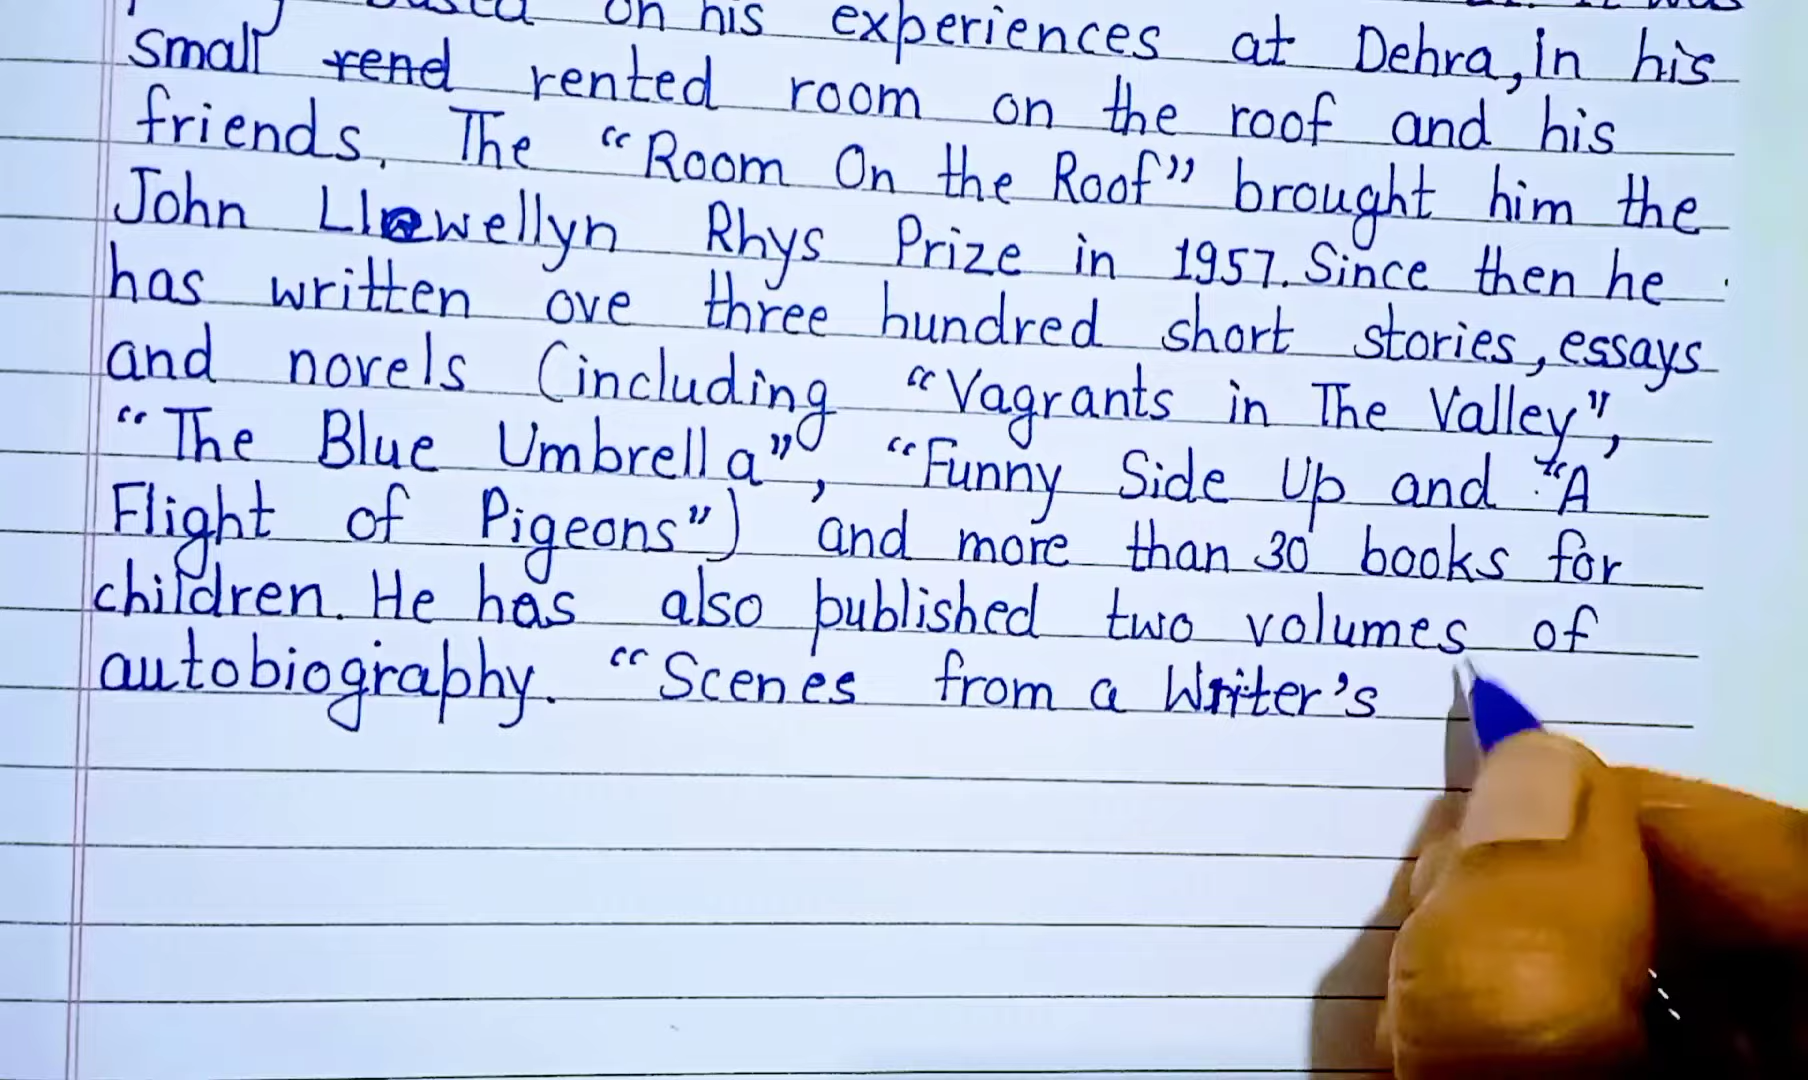 based on his experiences at Dehra, in his
small rend rented room on the roof and his
friends. The “Room On the Roof” brought him the
John Llewellyn Rhys Prize in 1957. Since then he
has written ove three hundred short stories, essays
and novels (including “Vagrants in The Valley”,
“The Blue Umbrella”, “Funny Side Up and “A
Flight of Pigeons”) and more than 30 books for
children. He has also published two volumes of
autobiography. “Scenes from a Writer's